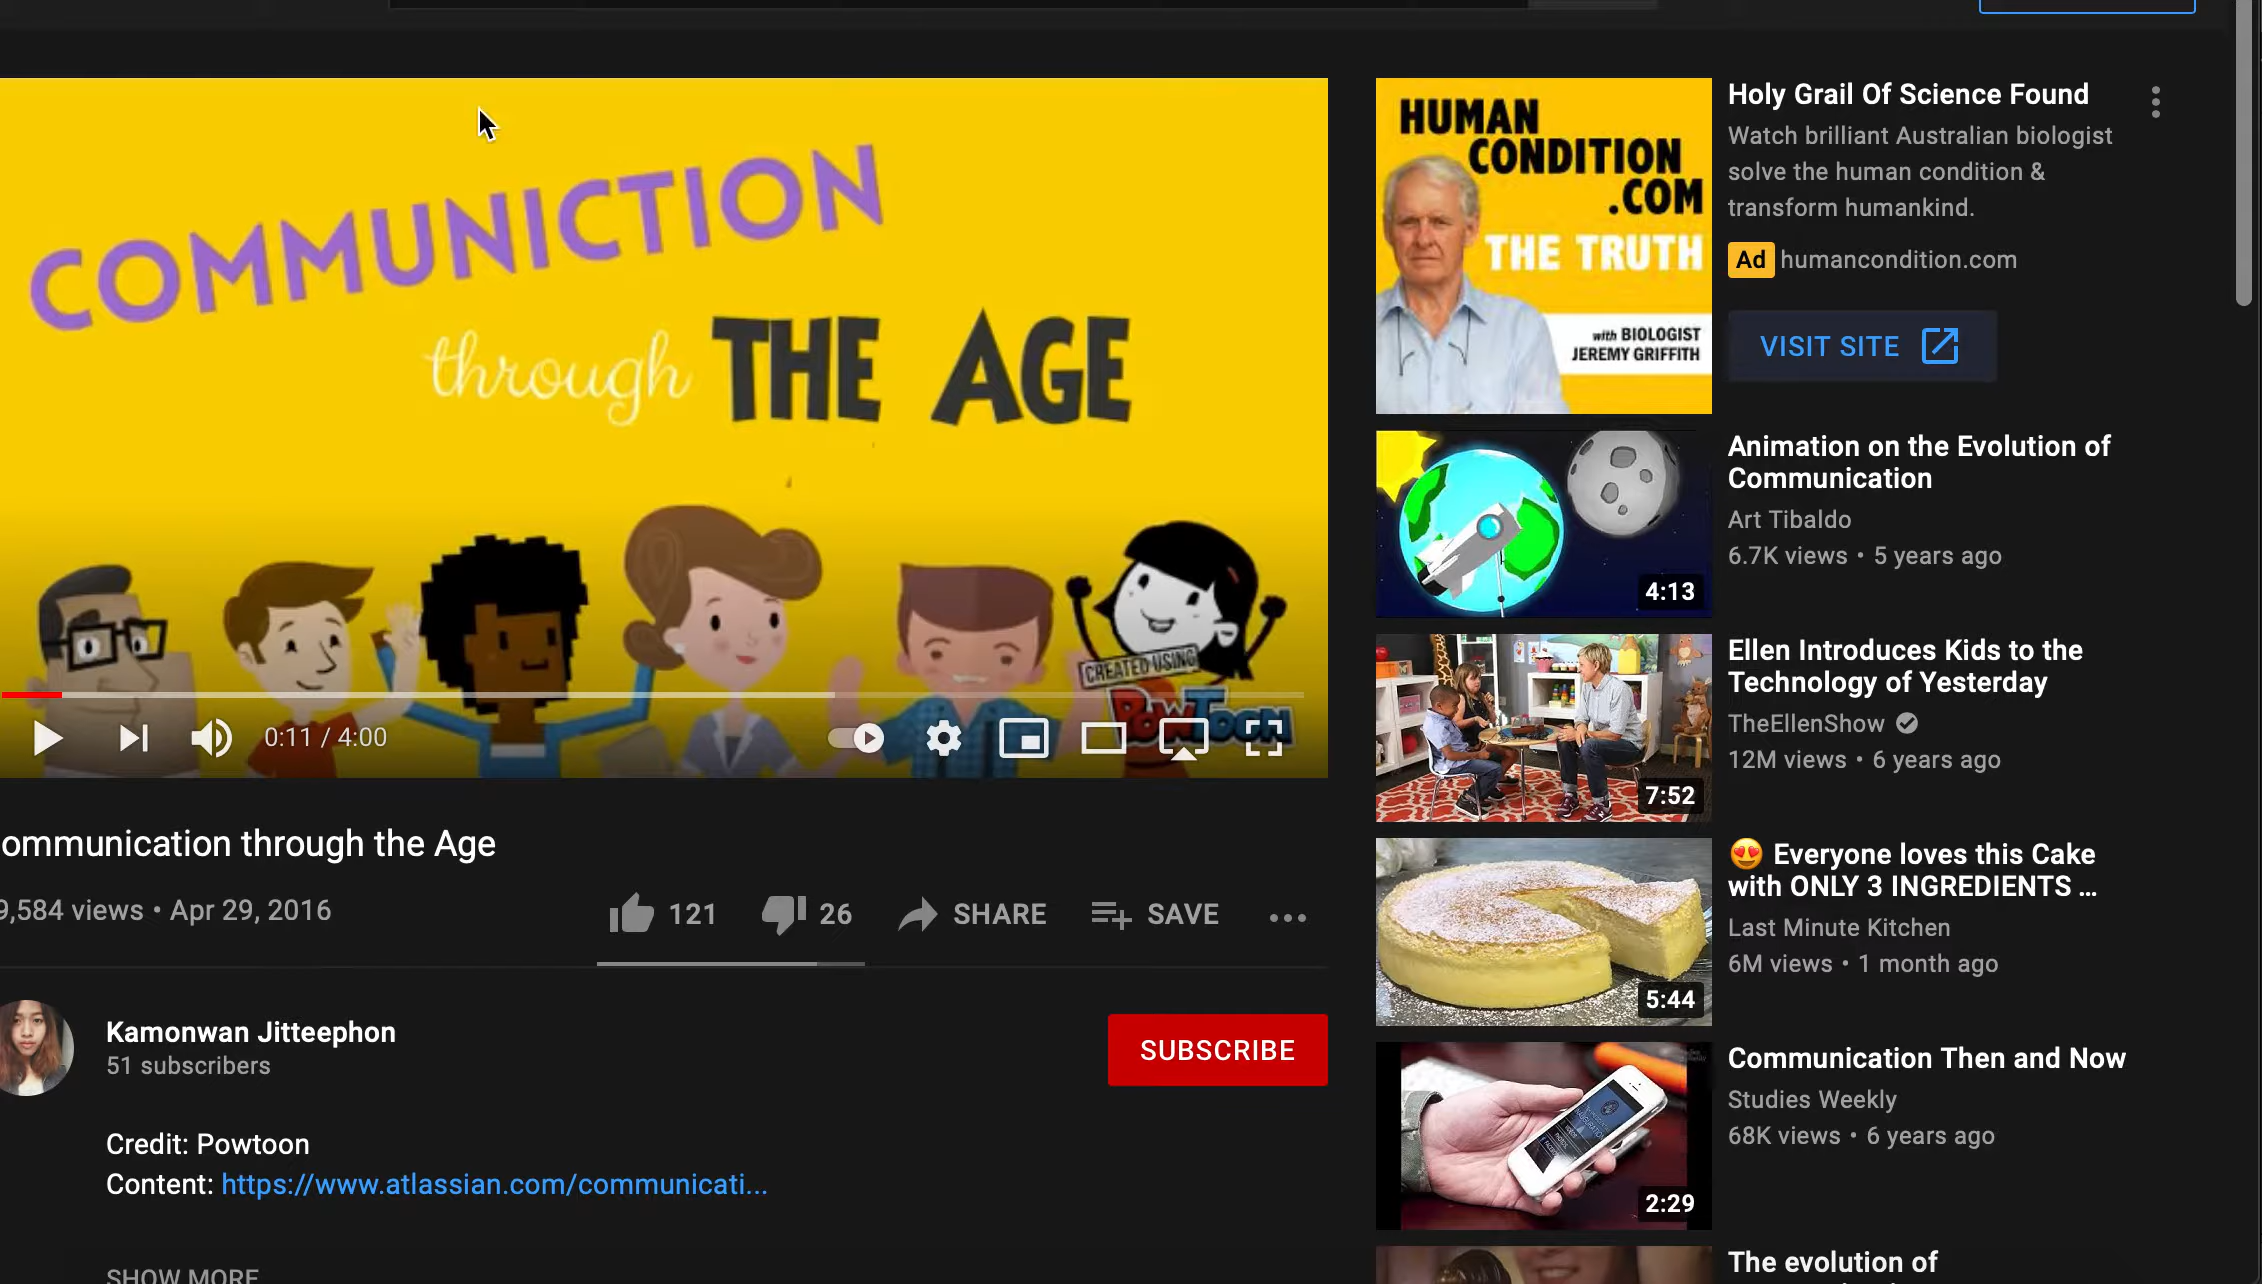 COMMUNICTION
through THE AGE
CREATED USING
POWTOON
0:11 / 4:00
ommunication through the Age
9,584 views • Apr 29, 2016
121
26
SHARE
SAVE
Kamonwan Jitteephon
51 subscribers
SUBSCRIBE
Credit: Powtoon
Content: https://www.atlassian.com/communicati...
SHOW MORE
HUMAN
CONDITION
.COM
THE TRUTH
with BIOLOGIST
JEREMY GRIFFITH
Holy Grail Of Science Found
Watch brilliant Australian biologist
solve the human condition &
transform humankind.
Ad humancondition.com
VISIT SITE
4:13
Animation on the Evolution of
Communication
Art Tibaldo
6.7K views • 5 years ago
7:52
Ellen Introduces Kids to the
Technology of Yesterday
TheEllenShow
12M views • 6 years ago
5:44
😍 Everyone loves this Cake
with ONLY 3 INGREDIENTS ...
Last Minute Kitchen
6M views • 1 month ago
2:29
Communication Then and Now
Studies Weekly
68K views • 6 years ago
The evolution of